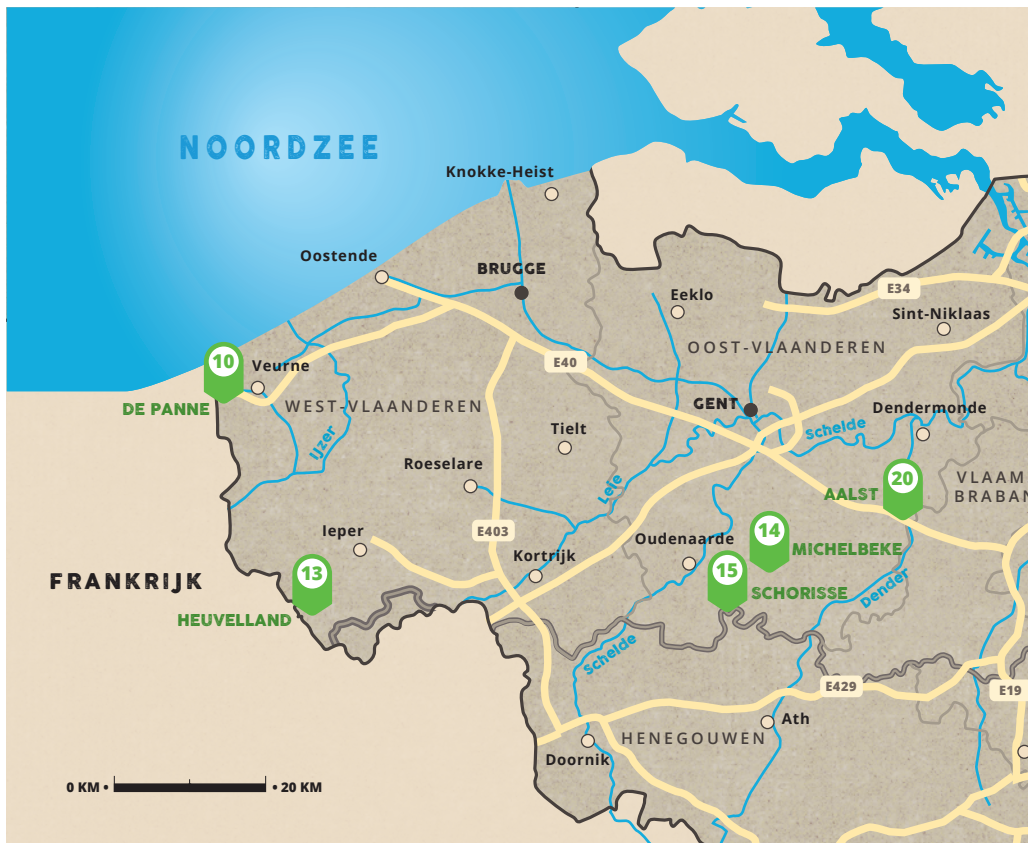 NOORDZEE
Knokke-Heist
Oostende
BRUGGE
E34
Eeklo
Sint-Niklaas
OOST-VLAANDEREN
10
Veurne
E40
DE PANNE
WEST-VLAANDEREN
GENT
Dendermonde
Schelde
Tielt
IJzer
Roeselare
Leie
20
AALST
VLAAM
BRABAN
Ieper
E403
14
Oudenaarde
MICHELBEKE
Kortrijk
15
FRANKRIJK
13
SCHORISSE
Dender
HEUVELLAND
Schelde
E429
E19
Ath
HENEGOUWEN
Doornik
0 KM
20 KM